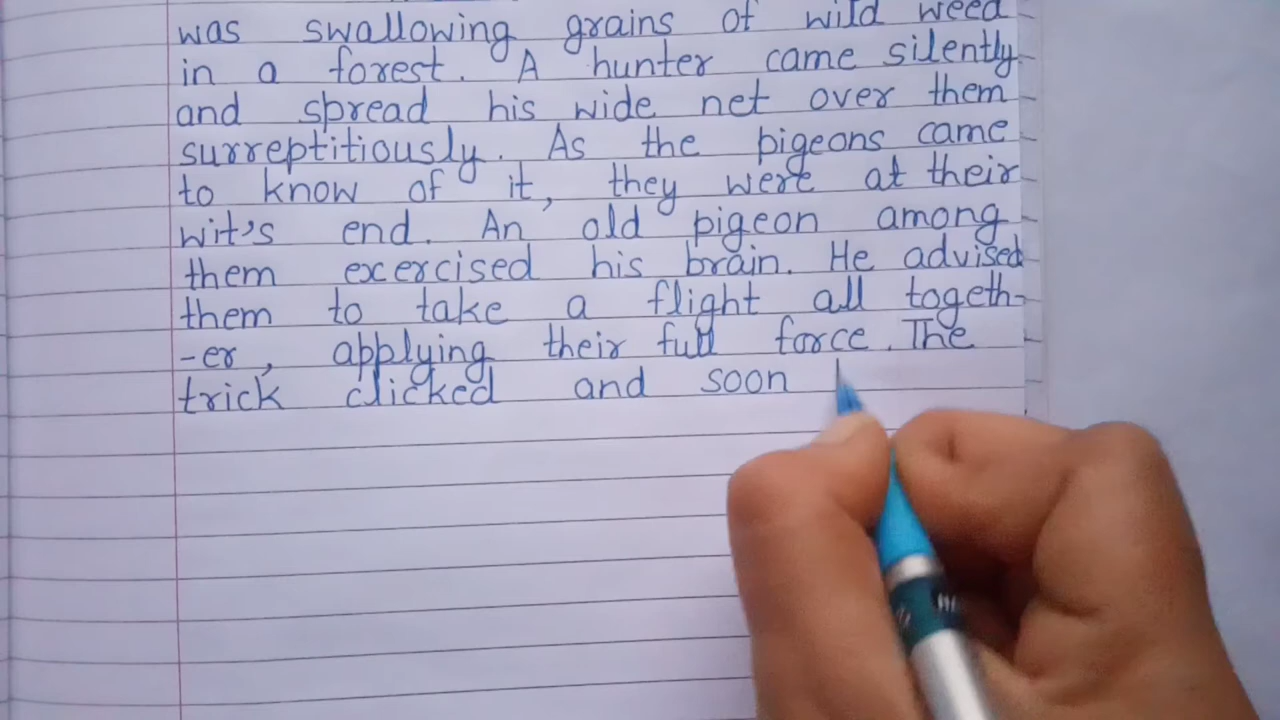 was swallowing grains of wild weed
in a forest. A hunter came silently
and spread his wide net over them
surreptitiously. As the pigeons came
to know of it, they were at their
wit's end. An old pigeon among
them exercised his brain. He advised
them to take a flight all togeth-
-er, applying their full force. The
trick clicked and soon